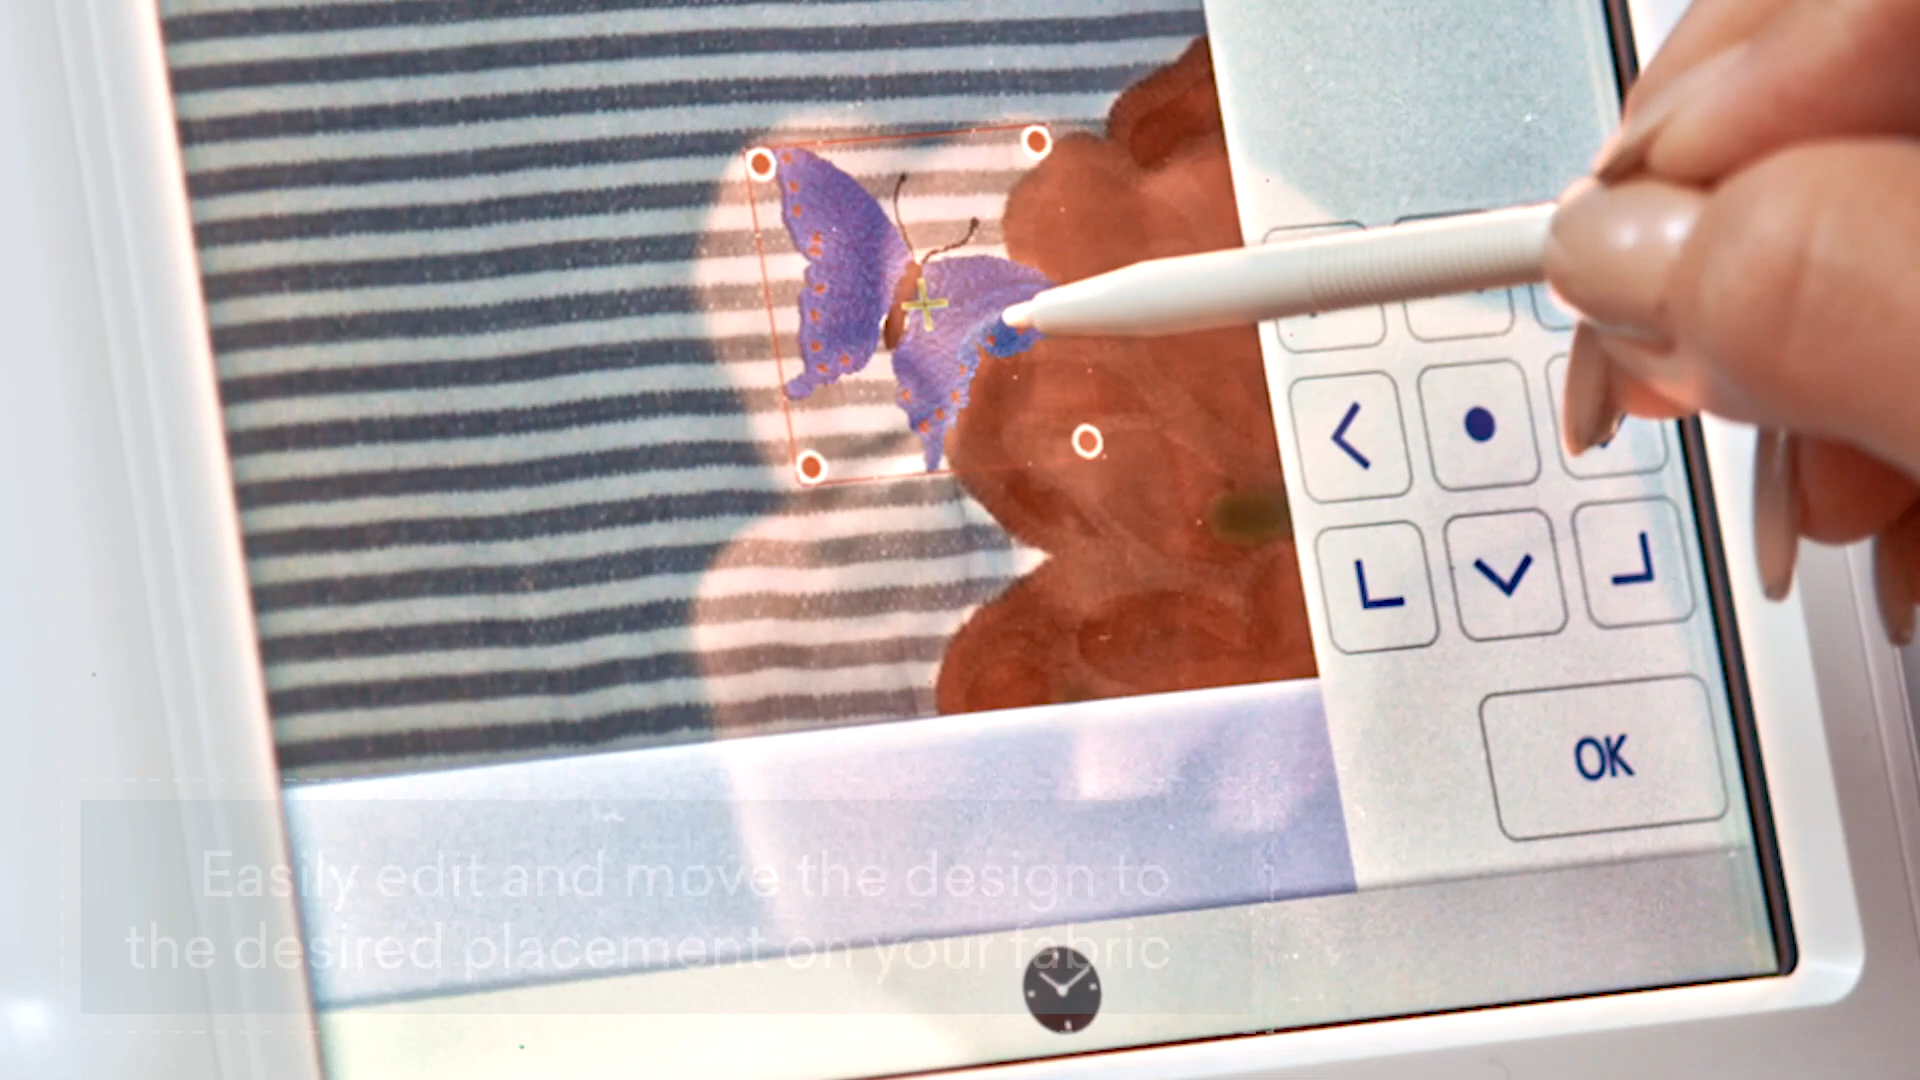 OK
Easily edit and move the design to
the desired placement on your fabric